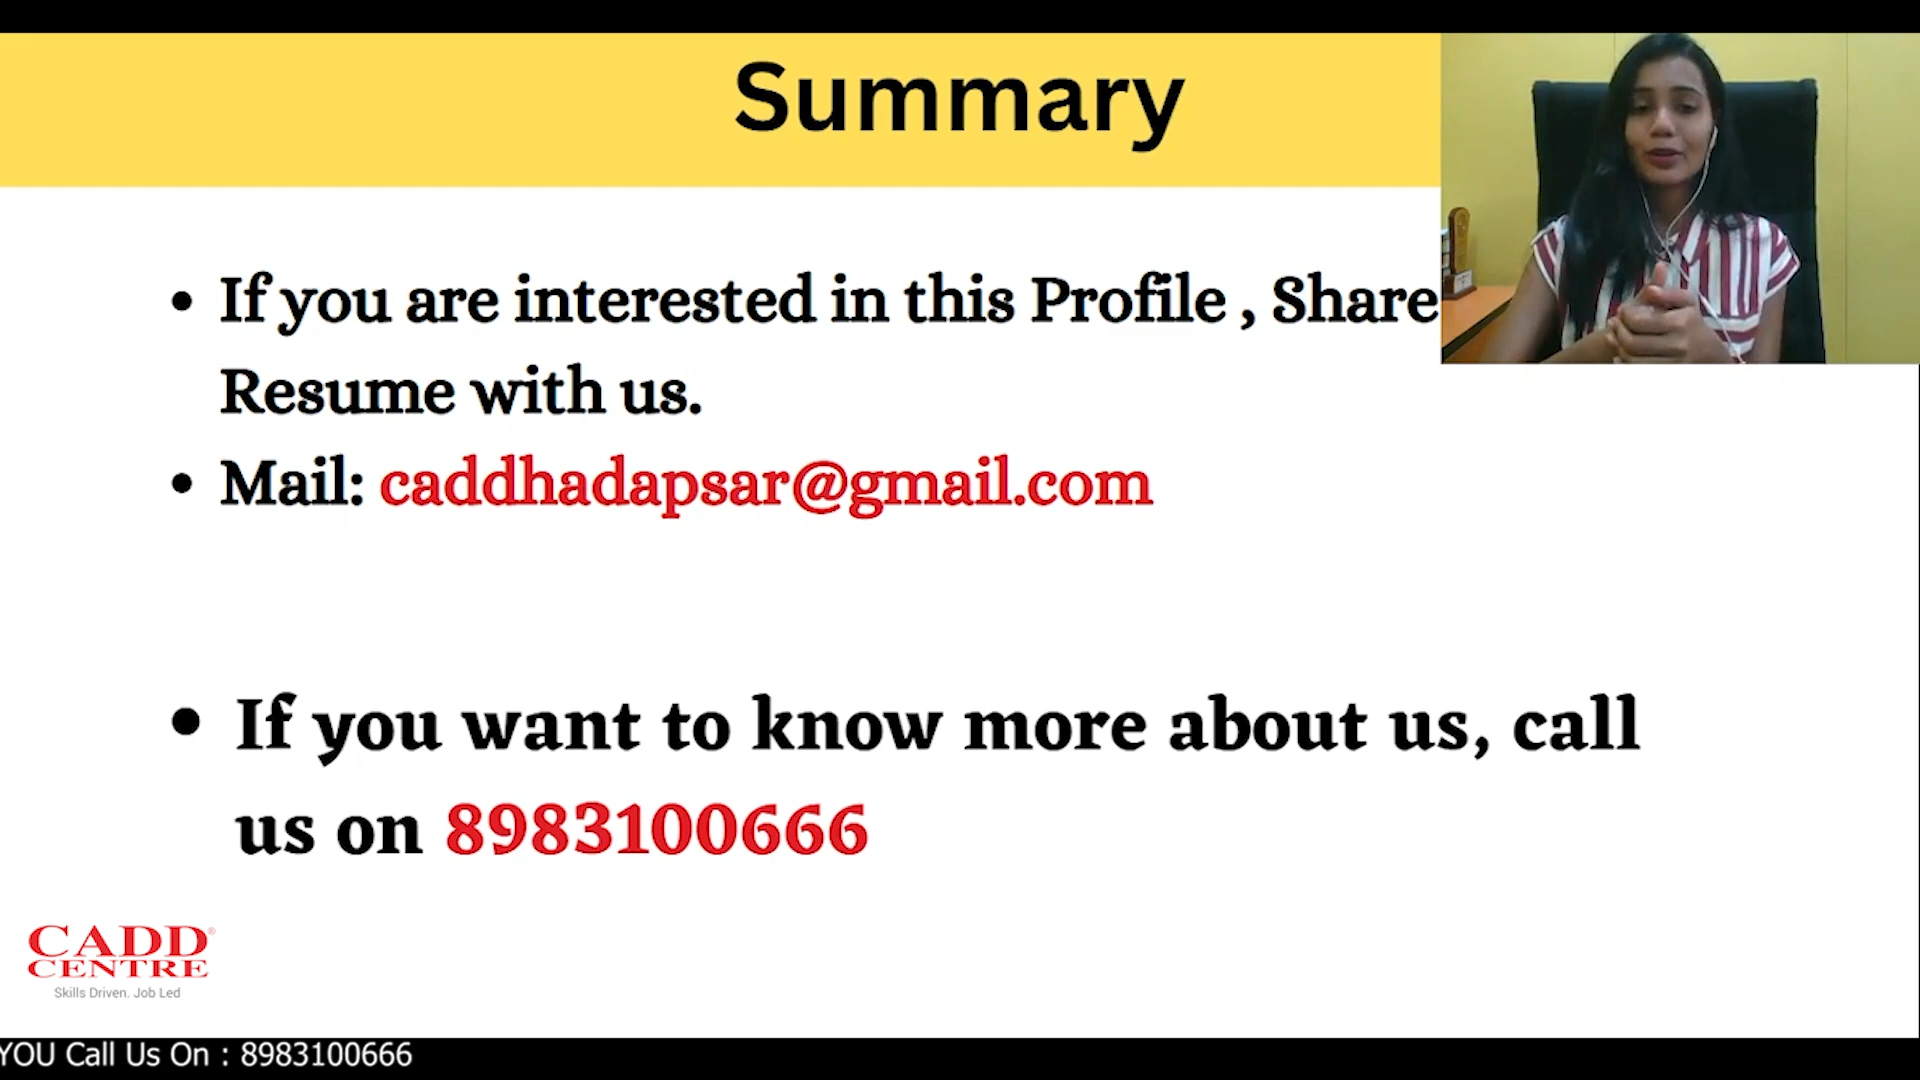 Summary
• If you are interested in this Profile , Share
Resume with us.
• Mail: caddhadapsar@gmail.com
• If you want to know more about us, call
us on 8983100666
CADD®
CENTRE
Skills Driven. Job Led
YOU Call Us On : 8983100666